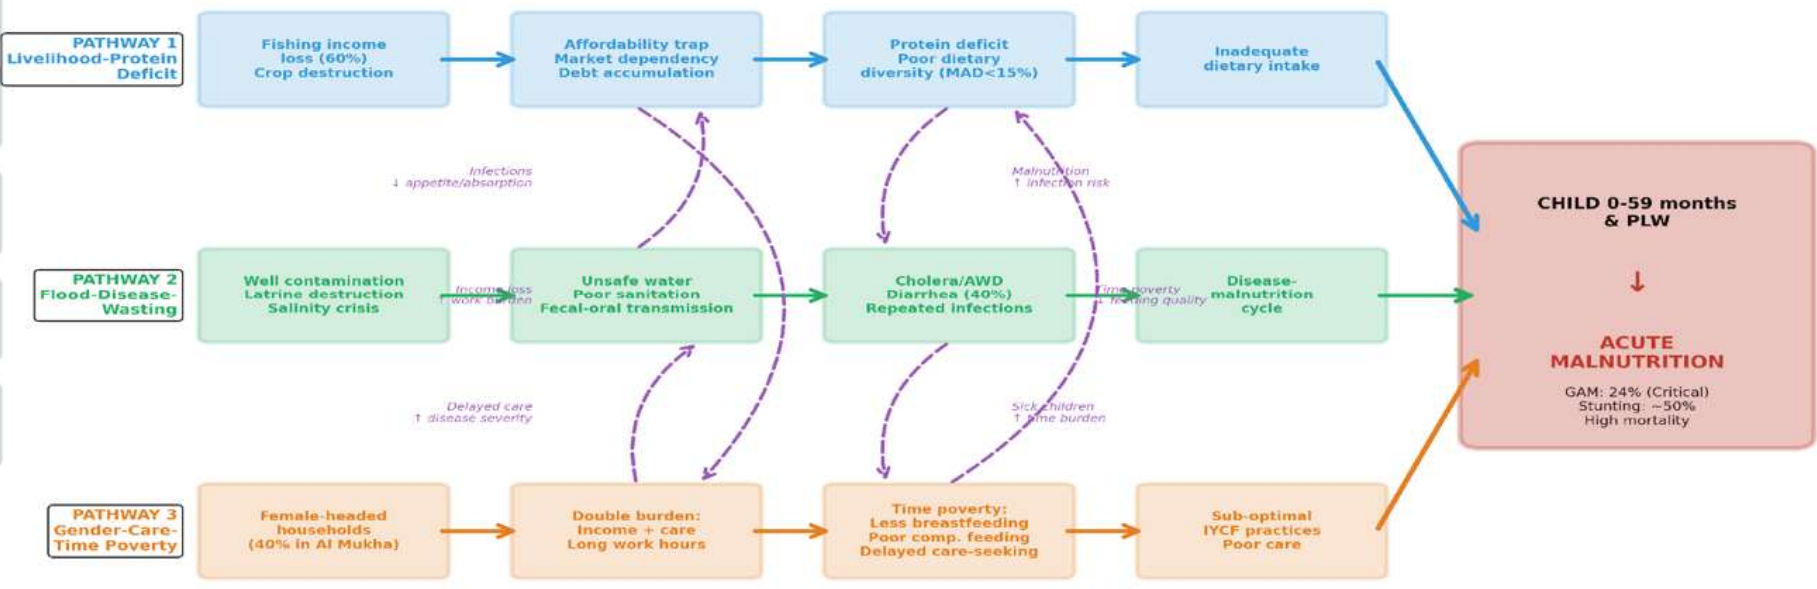 PATHWAY 1
Livelihood-Protein
Deficit
Fishing income
loss (60%)
Crop destruction
Affordability trap
Market dependency
Debt accumulation
Protein deficit
Poor dietary
diversity (MAD<15%)
Inadequate
dietary intake
Infections
↓ appetite/absorption
Malnutrition
↑ infection risk
CHILD 0-59 months
& PLW
↓
ACUTE
MALNUTRITION
GAM: 24% (Critical)
Stunting: ~50%
High mortality
PATHWAY 2
Flood-Disease-
Wasting
Well contamination
Latrine destruction
Salinity crisis
Income loss
↑ work burden
Unsafe water
Poor sanitation
Fecal-oral transmission
Cholera/AWD
Diarrhea (40%)
Repeated infections
Time poverty
↓ feeding quality
Disease-
malnutrition
cycle
Delayed care
↑ disease severity
Sick children
↑ time burden
PATHWAY 3
Gender-Care-
Time Poverty
Female-headed
households
(40% in Al Mukha)
Double burden:
Income + care
Long work hours
Time poverty:
Less breastfeeding
Poor comp. feeding
Delayed care-seeking
Sub-optimal
IYCF practices
Poor care